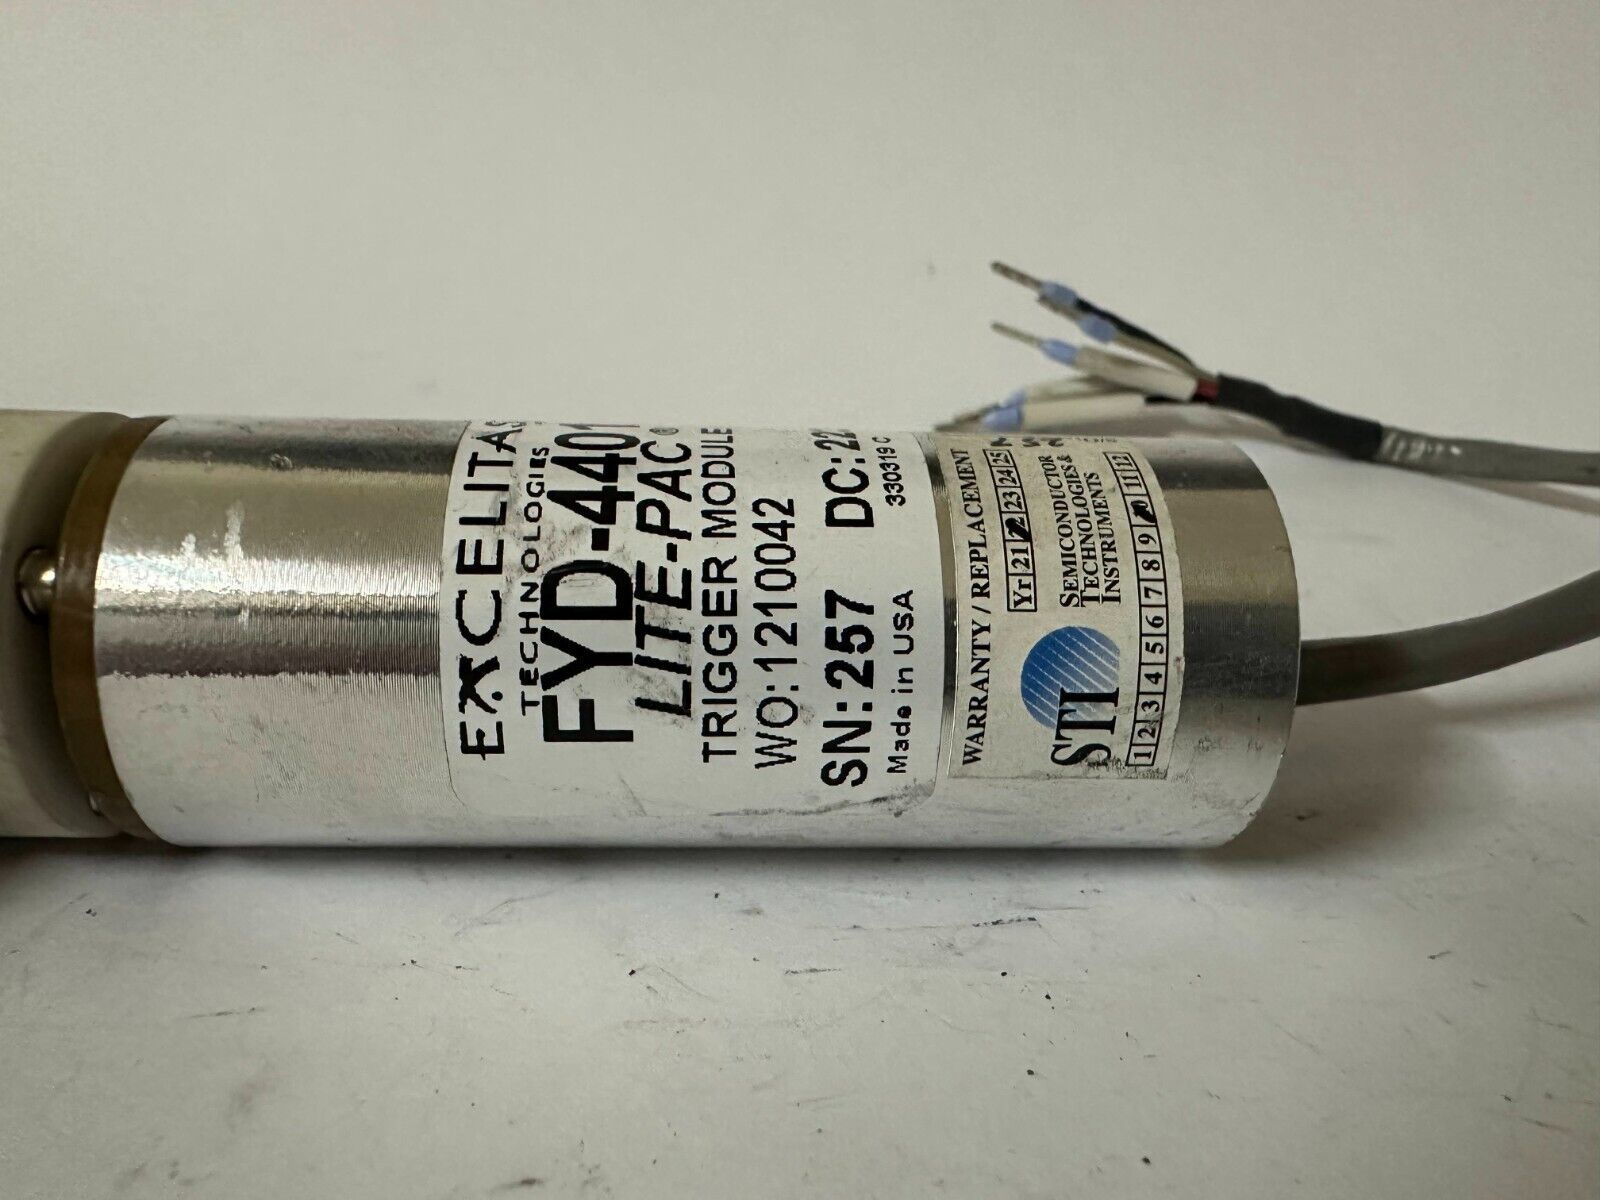 EXCELITAS
TECHNOLOGIES
FYD-4401
LITE-PAC®
TRIGGER MODULE
WO:1210042
SN:257 DC:22
Made in USA 330319 C
WARRANTY / REPLACEMENT
Yr 21 23 24 25
STI
SEMICONDUCTOR
TECHNOLOGIES &
INSTRUMENTS
1 2 3 4 5 6 7 8 9 11 12